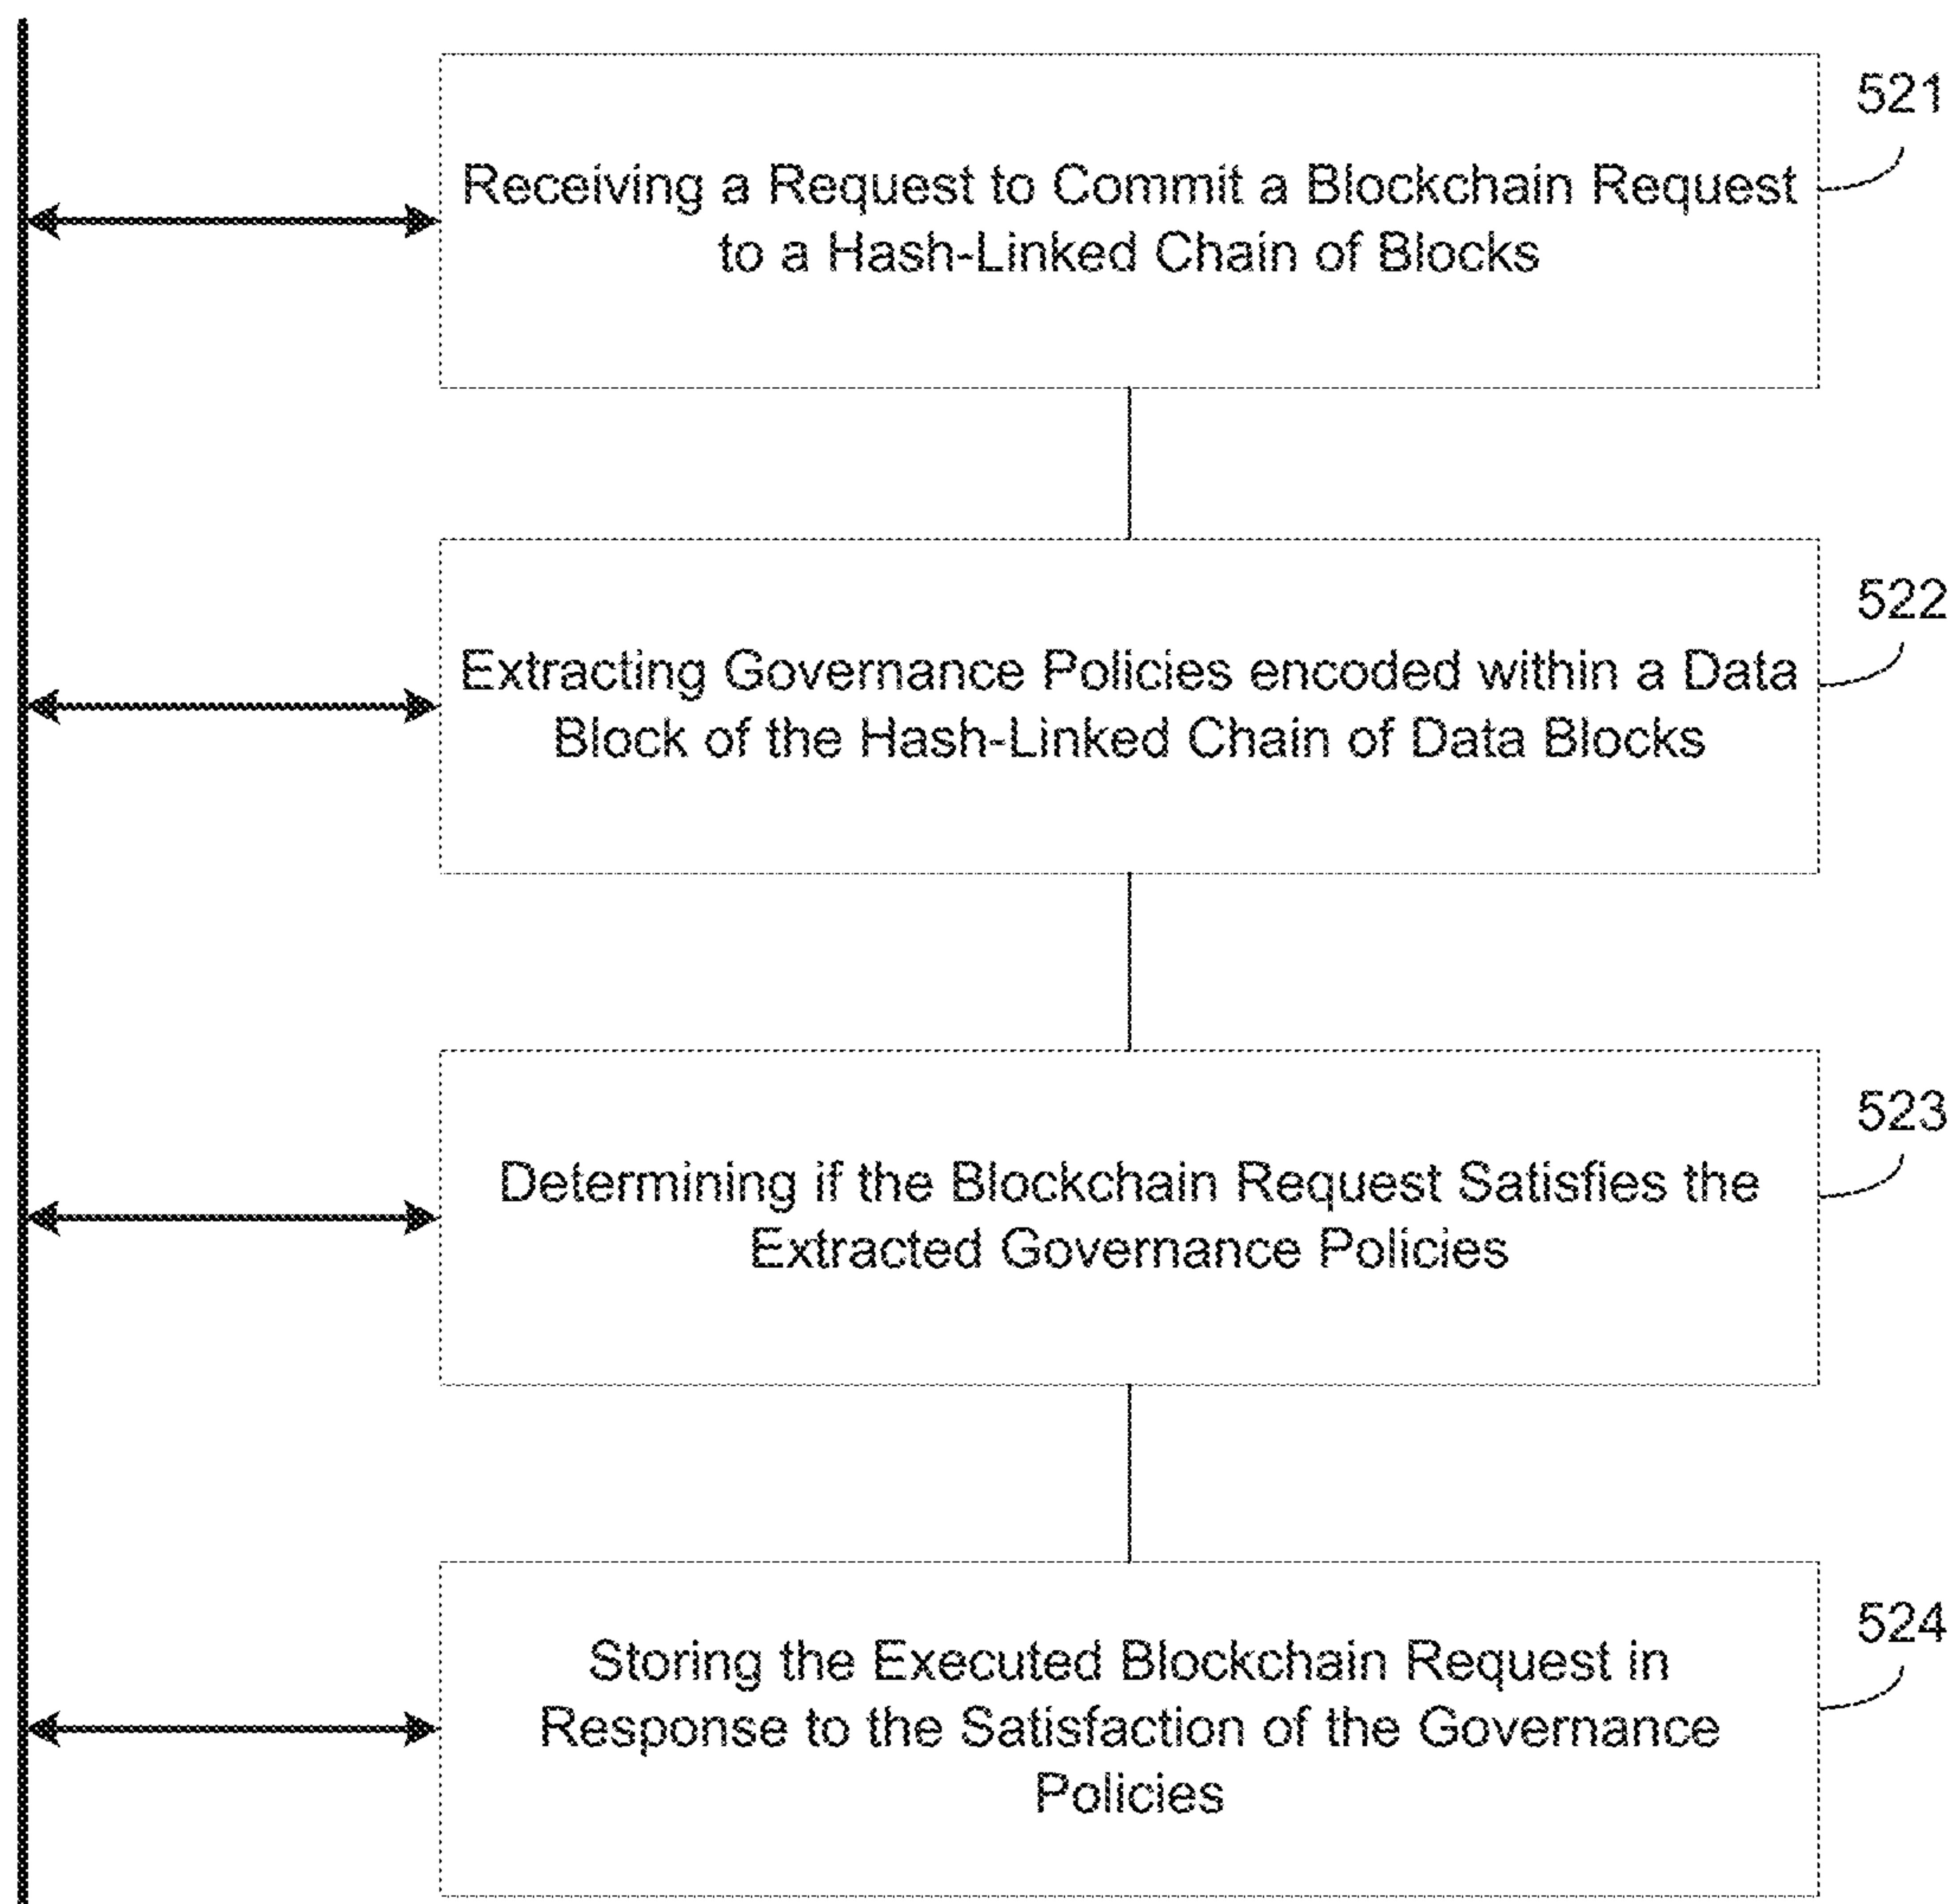 521
Receiving a Request to Commit a Blockchain Request
to a Hash-Linked Chain of Blocks
522
Extracting Governance Policies encoded within a Data
Block of the Hash-Linked Chain of Data Blocks
523
Determining if the Blockchain Request Satisfies the
Extracted Governance Policies
524
Storing the Executed Blockchain Request in
Response to the Satisfaction of the Governance
Policies